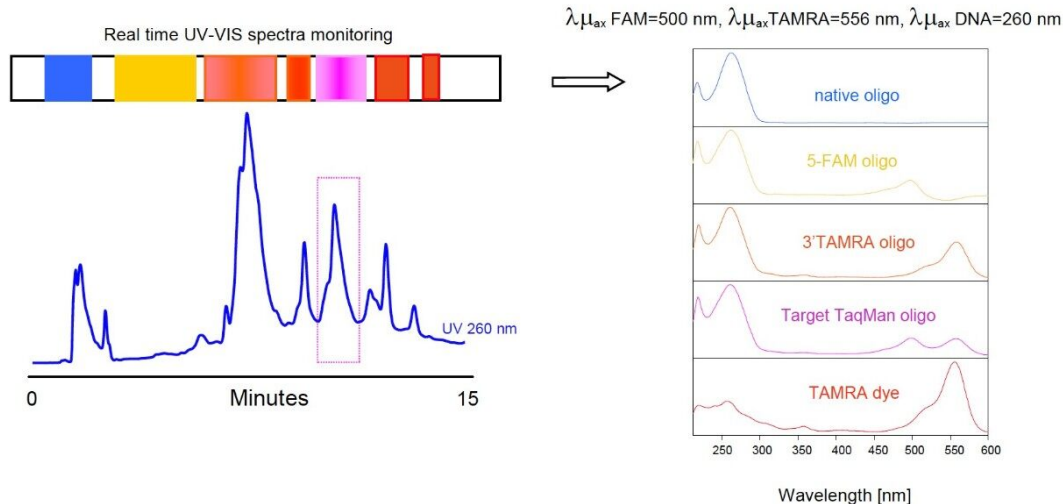 λμax FAM=500 nm, λμaxTAMRA=556 nm, λμax DNA=260 nm
Real time UV-VIS spectra monitoring
UV 260 nm
0 Minutes 15
native oligo
5-FAM oligo
3'TAMRA oligo
Target TaqMan oligo
TAMRA dye
250 300 350 400 450 500 550 600
Wavelength [nm]